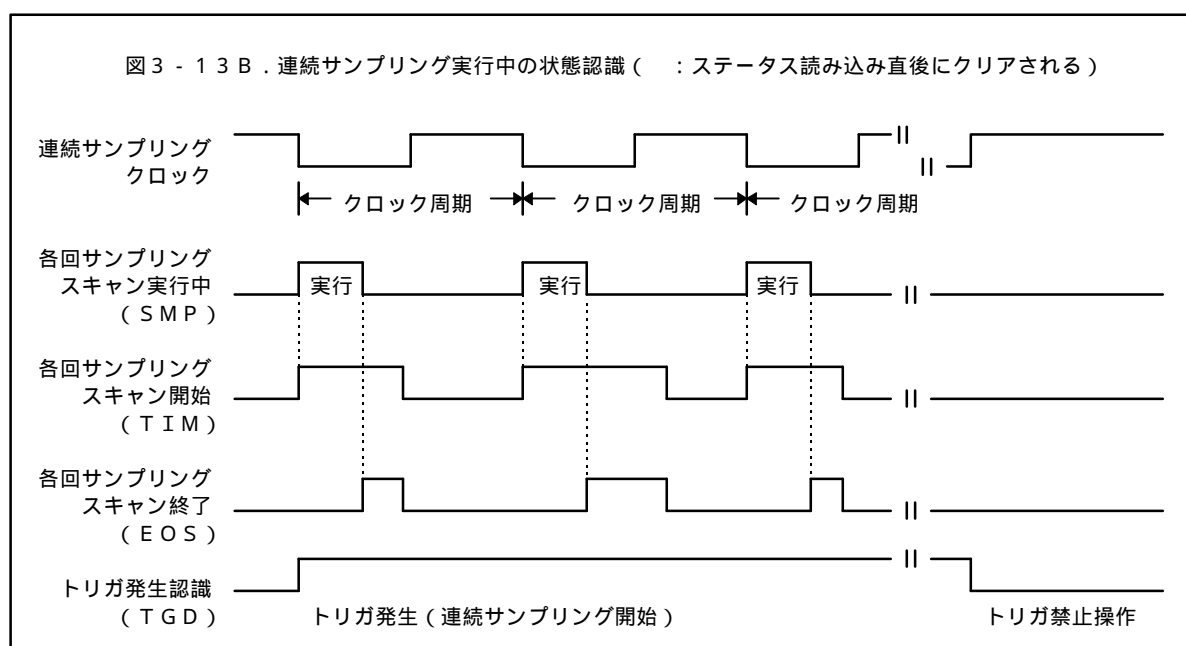 図３-１３Ｂ．連続サンプリング実行中の状態認識（　：ステータス読み込み直後にクリアされる）
連続サンプリング
クロック
クロック周期
クロック周期
クロック周期
各回サンプリング
スキャン実行中
（ＳＭＰ）
実行
実行
実行
各回サンプリング
スキャン開始
（ＴＩＭ）
各回サンプリング
スキャン終了
（ＥＯＳ）
トリガ発生認識
（ＴＧＤ）
トリガ発生（連続サンプリング開始）
トリガ禁止操作